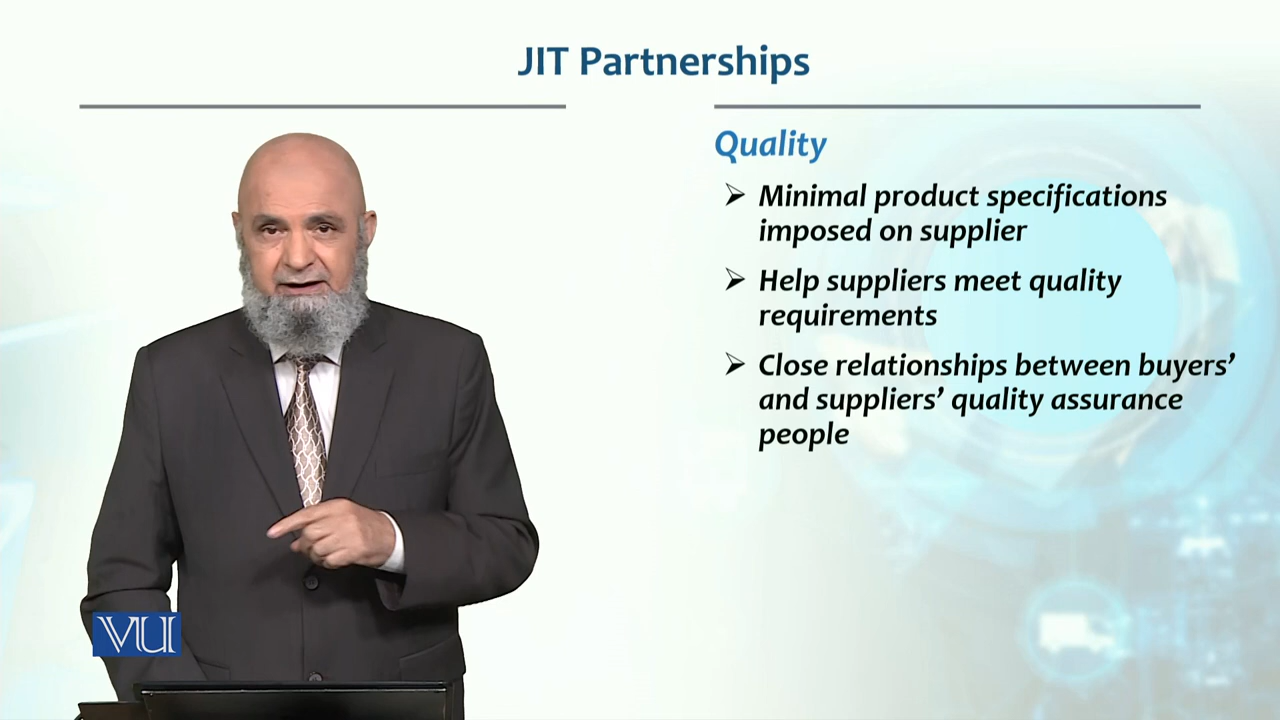 JIT Partnerships
Quality
➢ Minimal product specifications
imposed on supplier
➢ Help suppliers meet quality
requirements
➢ Close relationships between buyers’
and suppliers’ quality assurance
people
VU